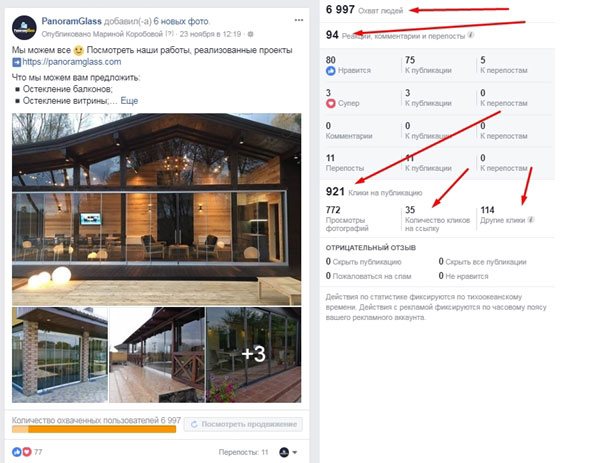 PanoramGlass добавил(-а) 6 новых фото.
Опубликовано Мариной Коробовой [?] · 23 ноября в 12:19 ·
Мы можем все 😉 Посмотреть наши работы, реализованные проекты
➡https://panoramglass.com
Что мы можем вам предложить:
■ Остекление балконов;
■ Остекление витрины;… Еще
+3
Количество охваченных пользователей 6 997
Посмотреть продвижение
77
Перепосты: 11
6 997 Охват людей
94 Реакции, комментарии и перепосты i
80 75 5
Нравится К публикации К перепостам
3 3 0
Супер К публикации К перепостам
0 0 0
Комментарии К публикации К перепостам
11 11 0
Перепосты К публикации К перепостам
921 Клики на публикацию
772 35 114
Просмотры Количество кликов Другие клики i
фотографий на ссылку
ОТРИЦАТЕЛЬНЫЙ ОТЗЫВ
0 Скрыть публикацию 0 Скрыть все публикации
0 Пожаловаться на спам 0 Не нравится
Действия по статистике фиксируются по тихоокеанскому
времени. Действия с рекламой фиксируются по часовому поясу
вашего рекламного аккаунта.